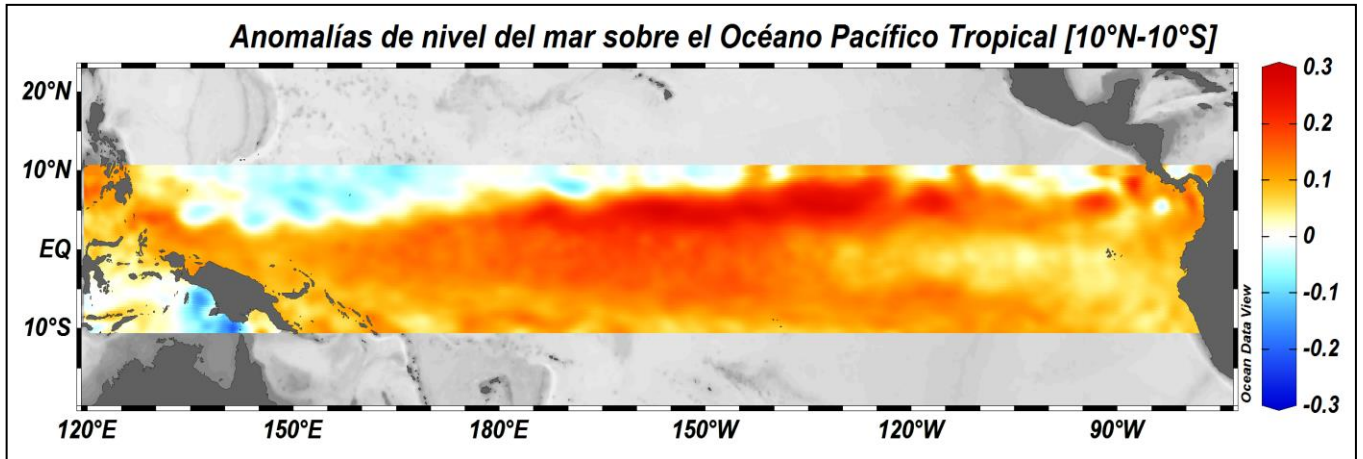 Anomalías de nivel del mar sobre el Océano Pacífico Tropical [10°N-10°S]
20°N
10°N
EQ
10°S
120°E
150°E
180°E
150°W
120°W
90°W
Ocean Data View
0.3
0.2
0.1
0
-0.1
-0.2
-0.3